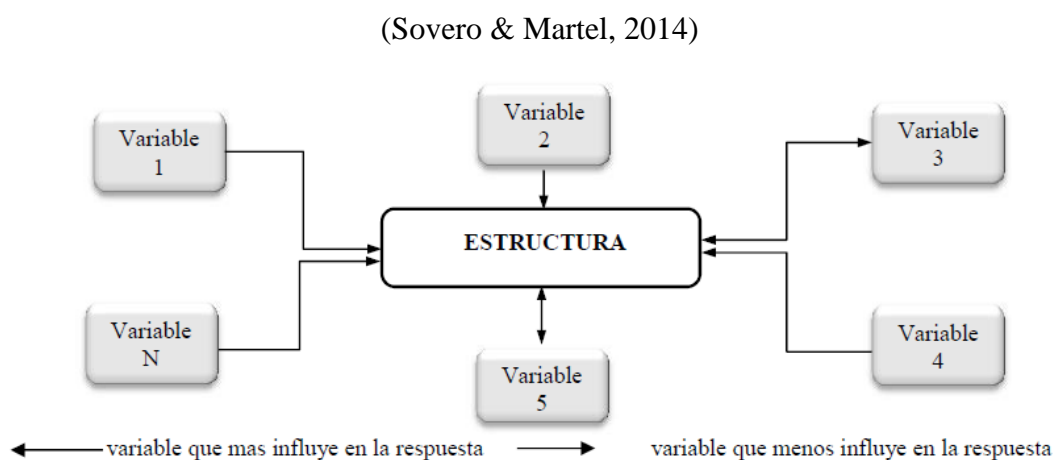 (Sovero & Martel, 2014)
Variable
1
Variable
2
Variable
3
ESTRUCTURA
Variable
N
Variable
5
Variable
4
variable que mas influye en la respuesta
variable que menos influye en la respuesta